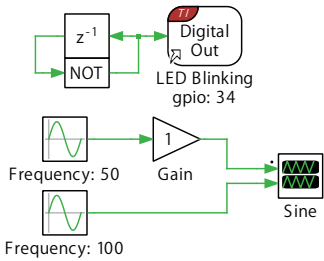 z-1
NOT
TI
Digital
Out
LED Blinking
gpio: 34
1
Frequency: 50
Gain
Frequency: 100
Sine